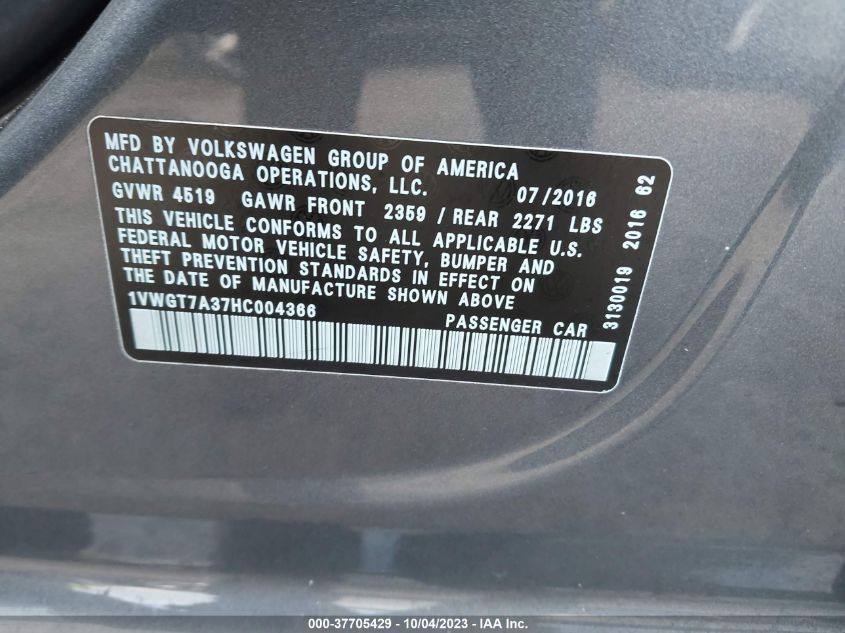 MFD BY VOLKSWAGEN GROUP OF AMERICA
CHATTANOOGA OPERATIONS, LLC. 07/2016
GVWR 4519 GAWR FRONT 2359 / REAR 2271 LBS
THIS VEHICLE CONFORMS TO ALL APPLICABLE U.S.
FEDERAL MOTOR VEHICLE SAFETY, BUMPER AND
THEFT PREVENTION STANDARDS IN EFFECT ON
THE DATE OF MANUFACTURE SHOWN ABOVE
1VWGT7A37HC004366 PASSENGER CAR
3130019 2016 62
000-37705429 - 10/04/2023 - IAA Inc.